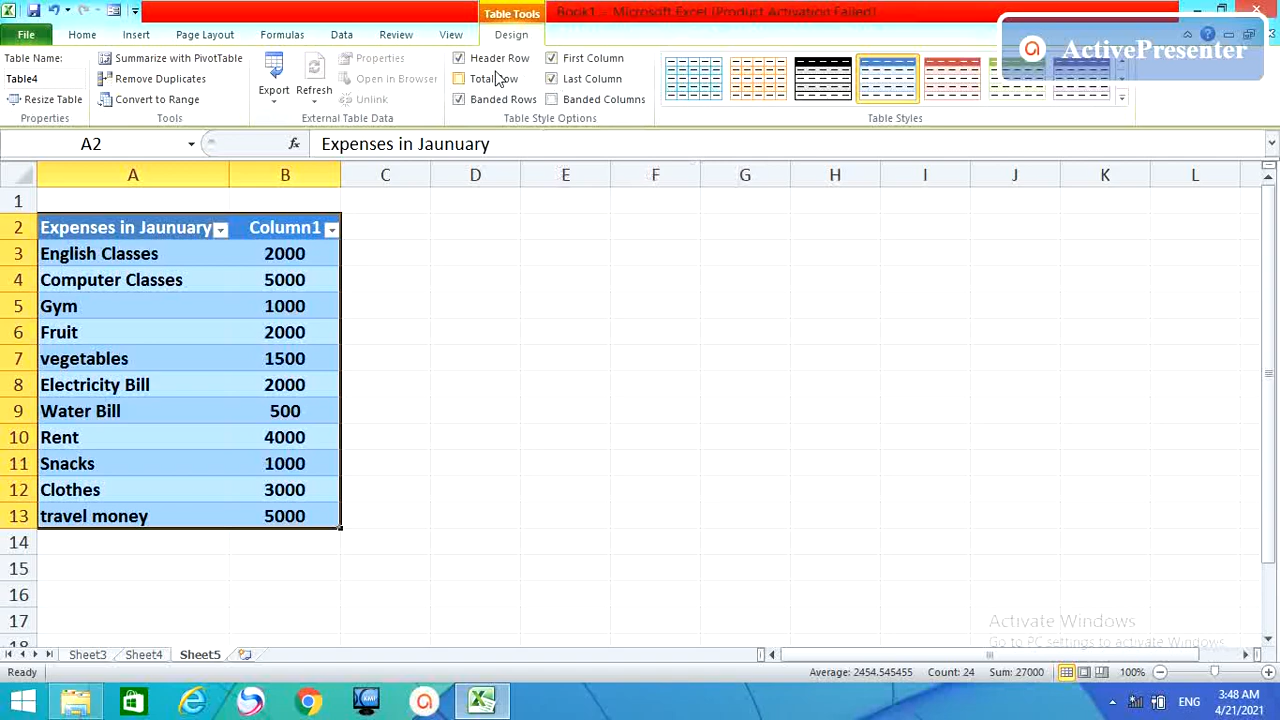 Table Tools
Book1 - Microsoft Excel (Product Activation Failed)
File Home Insert Page Layout Formulas Data Review View Design
ActivePresenter
Table Name:
Table4
Resize Table
Properties
Summarize with PivotTable
Remove Duplicates
Convert to Range
Tools
Export
Refresh
Properties
Open in Browser
Unlink
External Table Data
Header Row
Total Row
Banded Rows
First Column
Last Column
Banded Columns
Table Style Options
Table Styles
A2 fx Expenses in Jaunuary
A B C D E F G H I J K L
1
2 Expenses in Jaunuary Column1
3 English Classes 2000
4 Computer Classes 5000
5 Gym 1000
6 Fruit 2000
7 vegetables 1500
8 Electricity Bill 2000
9 Water Bill 500
10 Rent 4000
11 Snacks 1000
12 Clothes 3000
13 travel money 5000
14
15
16
17
18
Activate Windows
Go to PC settings to activate Windows.
Sheet3 Sheet4 Sheet5
Ready Average: 2454.545455 Count: 24 Sum: 27000 100%
ENG
3:48 AM
4/21/2021